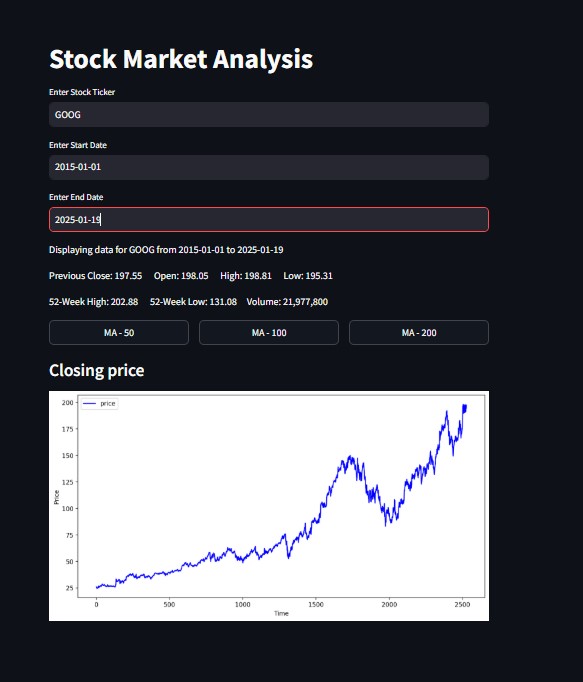 Stock Market Analysis
Enter Stock Ticker
GOOG
Enter Start Date
2015-01-01
Enter End Date
2025-01-19
Displaying data for GOOG from 2015-01-01 to 2025-01-19
Previous Close: 197.55 Open: 198.05 High: 198.81 Low: 195.31
52-Week High: 202.88 52-Week Low: 131.08 Volume: 21,977,800
MA - 50 MA - 100 MA - 200
Closing price
price
200
175
150
125
100
75
50
25
Price
0 500 1000 1500 2000 2500
Time